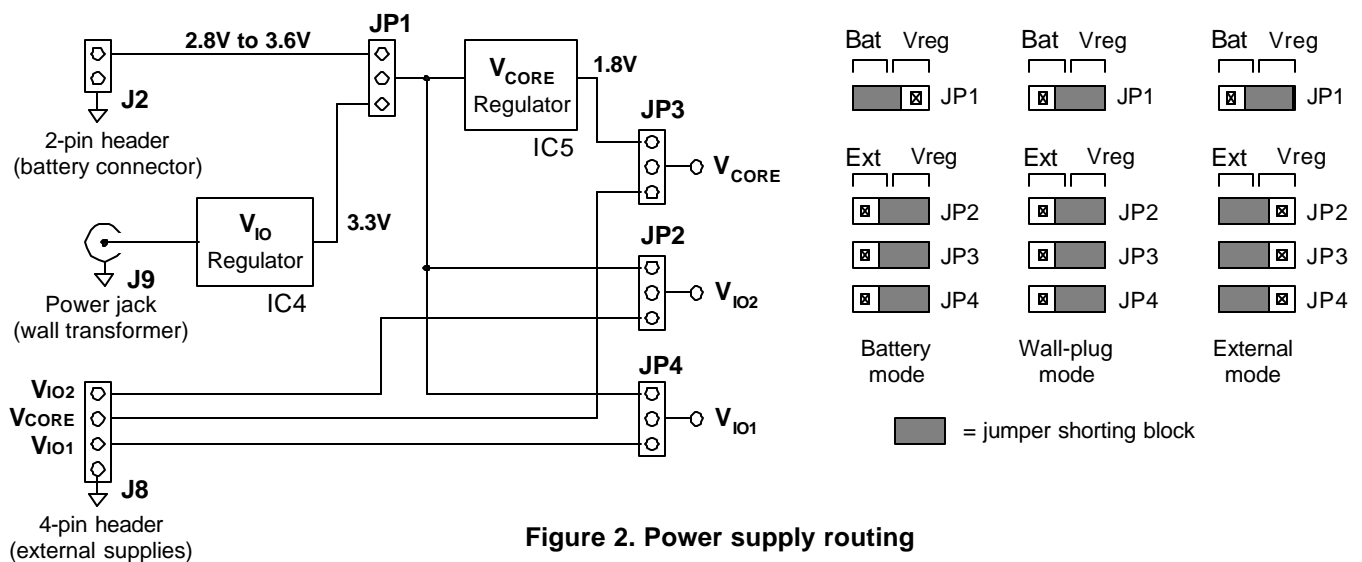 JP1
2.8V to 3.6V
J2
2-pin header
(battery connector)
VCORE
Regulator
IC5
1.8V
JP3
VCORE
VIO
Regulator
IC4
3.3V
J9
Power jack
(wall transformer)
JP2
VIO2
JP4
VIO1
VIO2
VCORE
VIO1
J8
4-pin header
(external supplies)
Bat Vreg
JP1
Ext Vreg
JP2
JP3
JP4
Battery
mode
Bat Vreg
JP1
Ext Vreg
JP2
JP3
JP4
Wall-plug
mode
Bat Vreg
JP1
Ext Vreg
JP2
JP3
JP4
External
mode
= jumper shorting block
Figure 2. Power supply routing